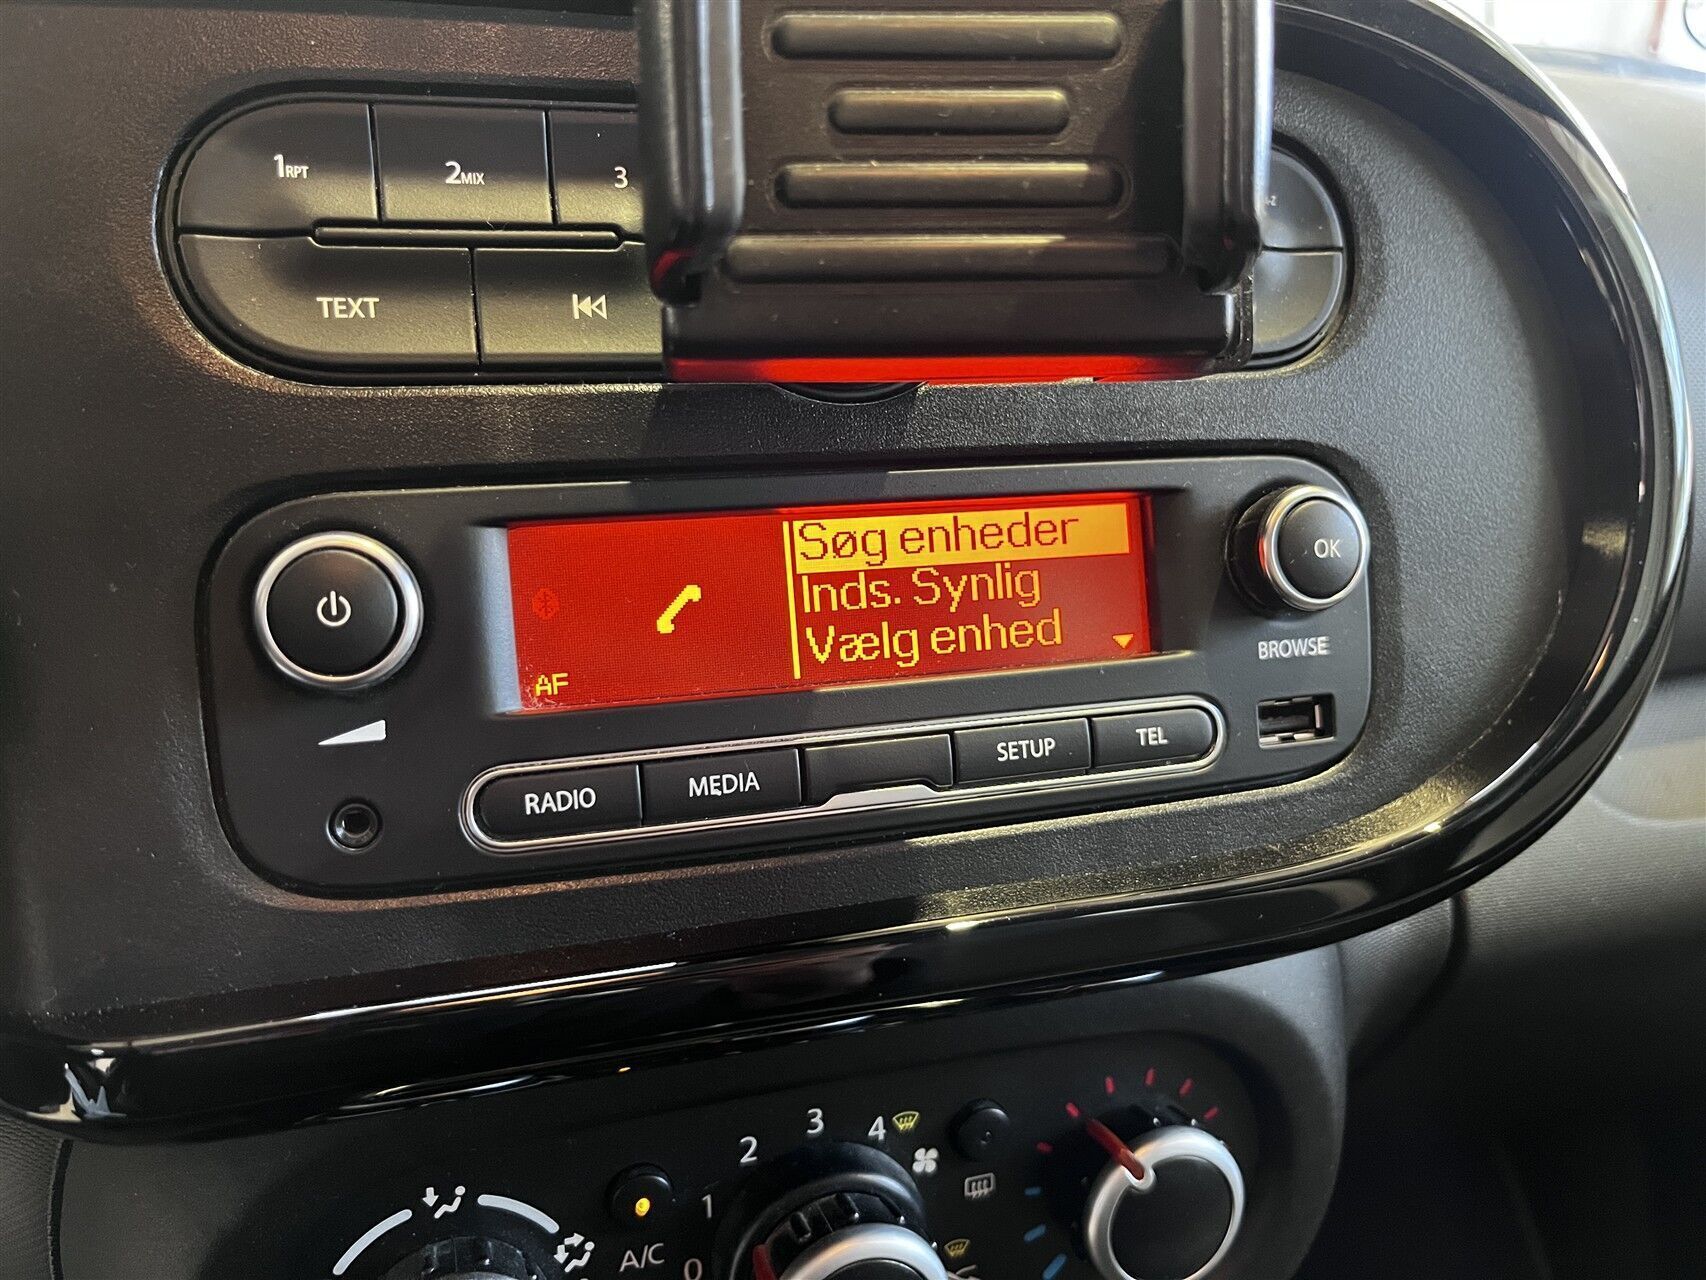 1RPT
2MIX
3
TEXT
Søg enheder
Inds. Synlig
Vælg enhed
AF
OK
BROWSE
RADIO
MEDIA
SETUP
TEL
0
1
2
3
4
A/C